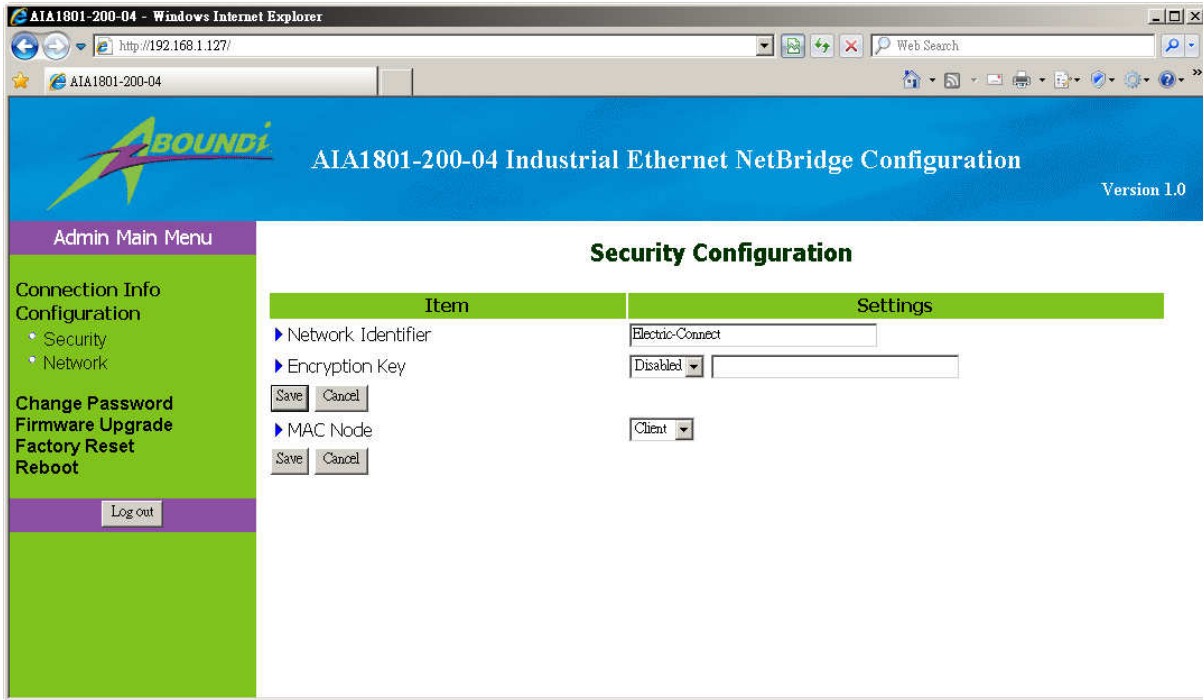 AIA1801-200-04 - Windows Internet Explorer
http://192.168.1.127/
Web Search
AIA1801-200-04
»
ABOUNDi
AIA1801-200-04 Industrial Ethernet NetBridge Configuration
Version 1.0
Admin Main Menu
Connection Info
Configuration
Security
Network
Change Password
Firmware Upgrade
Factory Reset
Reboot
Log out
Security Configuration
Item Settings
Network Identifier Electric-Connect
Encryption Key Disabled
Save Cancel
MAC Node Client
Save Cancel